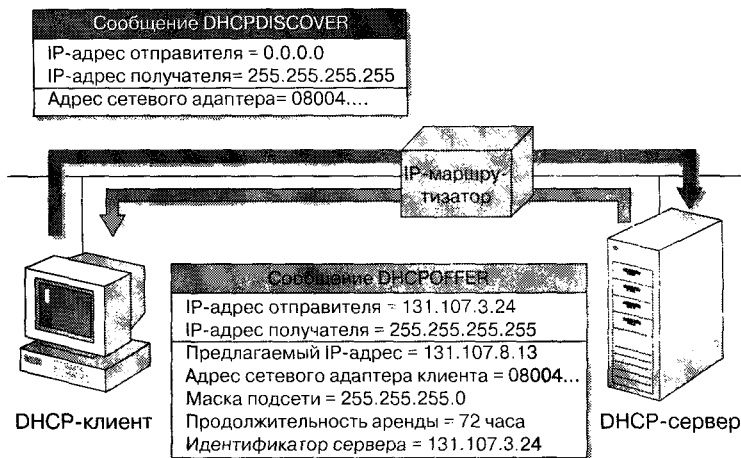 Сообщение DHCPDISCOVER
IP-адрес отправителя = 0.0.0.0
IP-адрес получателя= 255.255.255.255
Адрес сетевого адаптера= 08004....
IP-маршру-
тизатор
Сообщение DHCPOFFER
IP-адрес отправителя = 131.107.3.24
IP-адрес получателя = 255.255.255.255
Предлагаемый IP-адрес = 131.107.8.13
Адрес сетевого адаптера клиента = 08004...
Маска подсети = 255.255.255.0
Продолжительность аренды = 72 часа
Идентификатор сервера = 131.107.3.24
DHCP-клиент
DHCP-сервер